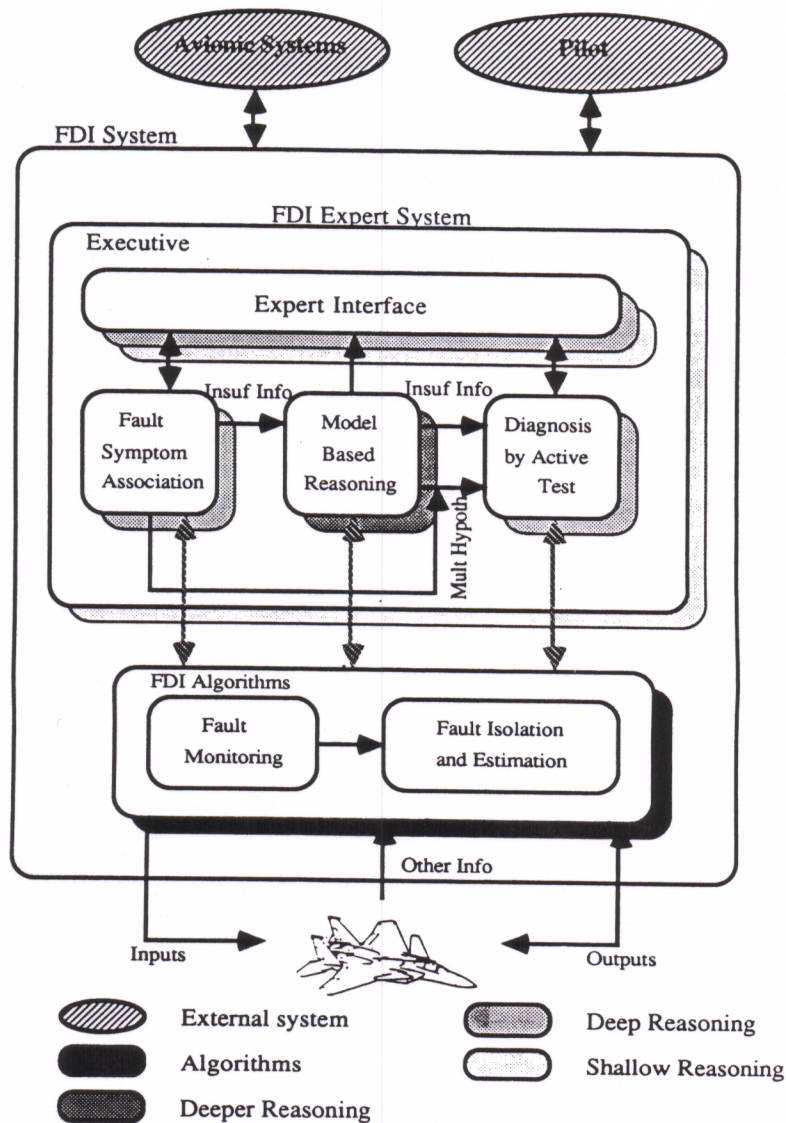 Avionic Systems
Pilot
FDI System
FDI Expert System
Executive
Expert Interface
Insuf Info
Insuf Info
Fault
Symptom
Association
Model
Based
Reasoning
Diagnosis
by Active
Test
Mult Hypoth
FDI Algorithms
Fault
Monitoring
Fault Isolation
and Estimation
Other Info
Inputs
Outputs
External system
Deep Reasoning
Algorithms
Shallow Reasoning
Deeper Reasoning